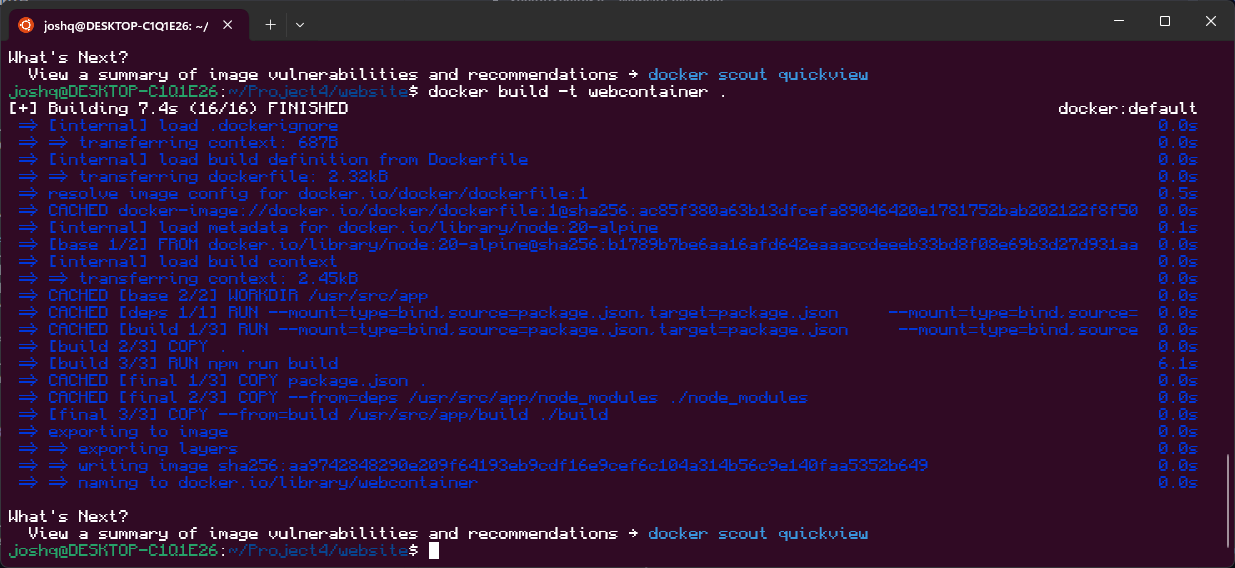 joshq@DESKTOP-C1Q1E26: ~/
What's Next?
View a summary of image vulnerabilities and recommendations → docker scout quickview
joshq@DESKTOP-C1Q1E26:~/Project4/website$ docker build -t webcontainer .
[+] Building 7.4s (16/16) FINISHED docker:default
=> [internal] load .dockerignore 0.0s
=> => transferring context: 687B 0.0s
=> [internal] load build definition from Dockerfile 0.0s
=> => transferring dockerfile: 2.32kB 0.0s
=> resolve image config for docker.io/docker/dockerfile:1 0.5s
=> CACHED docker-image://docker.io/docker/dockerfile:1@sha256:ac85f380a63b13dfcefa89046420e1781752bab202122f8f50 0.0s
=> [internal] load metadata for docker.io/library/node:20-alpine 0.1s
=> [base 1/2] FROM docker.io/library/node:20-alpine@sha256:b1789b7be6aa16afd642eaaaccdeeeb33bd8f08e69b3d27d931aa 0.0s
=> [internal] load build context 0.0s
=> => transferring context: 2.45kB 0.0s
=> CACHED [base 2/2] WORKDIR /usr/src/app 0.0s
=> CACHED [deps 1/1] RUN --mount=type=bind,source=package.json,target=package.json --mount=type=bind,source= 0.0s
=> CACHED [build 1/3] RUN --mount=type=bind,source=package.json,target=package.json --mount=type=bind,source 0.0s
=> [build 2/3] COPY . . 0.0s
=> [build 3/3] RUN npm run build 6.1s
=> CACHED [final 1/3] COPY package.json . 0.0s
=> CACHED [final 2/3] COPY --from=deps /usr/src/app/node_modules ./node_modules 0.0s
=> [final 3/3] COPY --from=build /usr/src/app/build ./build 0.0s
=> exporting to image 0.0s
=> => exporting layers 0.0s
=> => writing image sha256:aa9742848290e209f64193eb9cdf16e9cef6c104a314b56c9e140faa5352b649 0.0s
=> => naming to docker.io/library/webcontainer 0.0s
What's Next?
View a summary of image vulnerabilities and recommendations → docker scout quickview
joshq@DESKTOP-C1Q1E26:~/Project4/website$